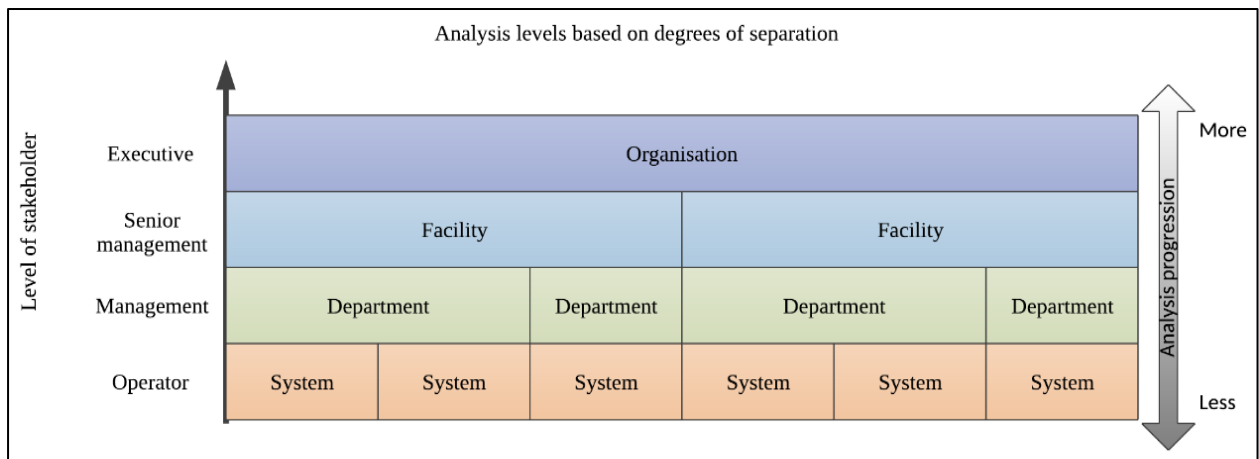 Analysis levels based on degrees of separation
Level of stakeholder
Executive
Organisation
More
Senior
management
Facility
Facility
Analysis progression
Management
Department
Department
Department
Department
Operator
System
System
System
System
System
System
Less